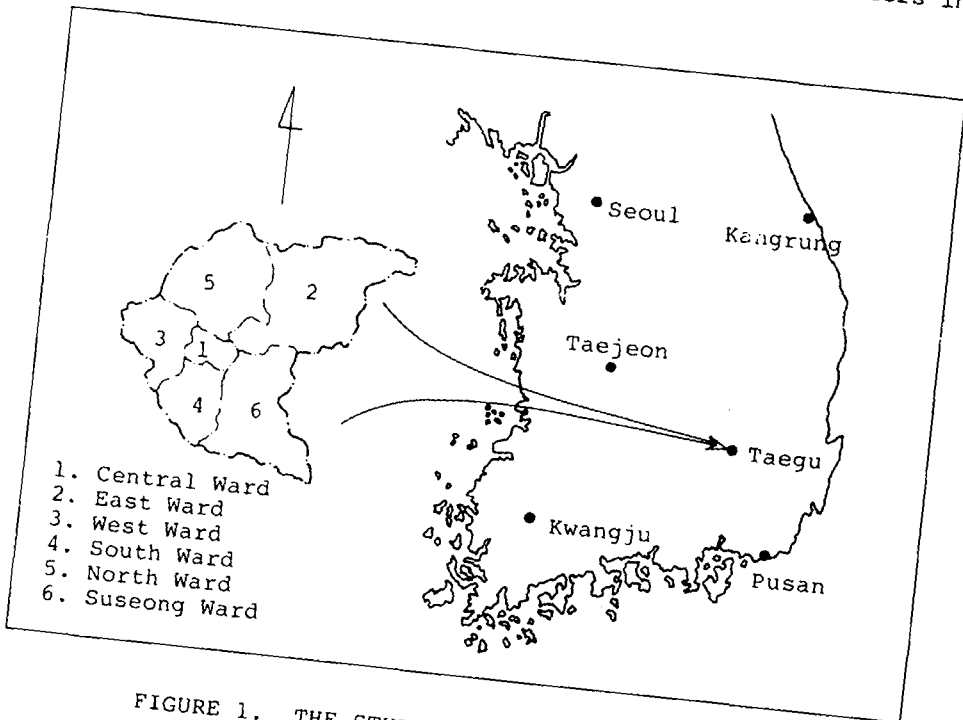 Seoul
Kangrung
5
2
3
1
Taejeon
4
6
Taegu
1. Central Ward
2. East Ward
3. West Ward
4. South Ward
5. North Ward
6. Suseong Ward
Kwangju
Pusan
FIGURE 1. THE